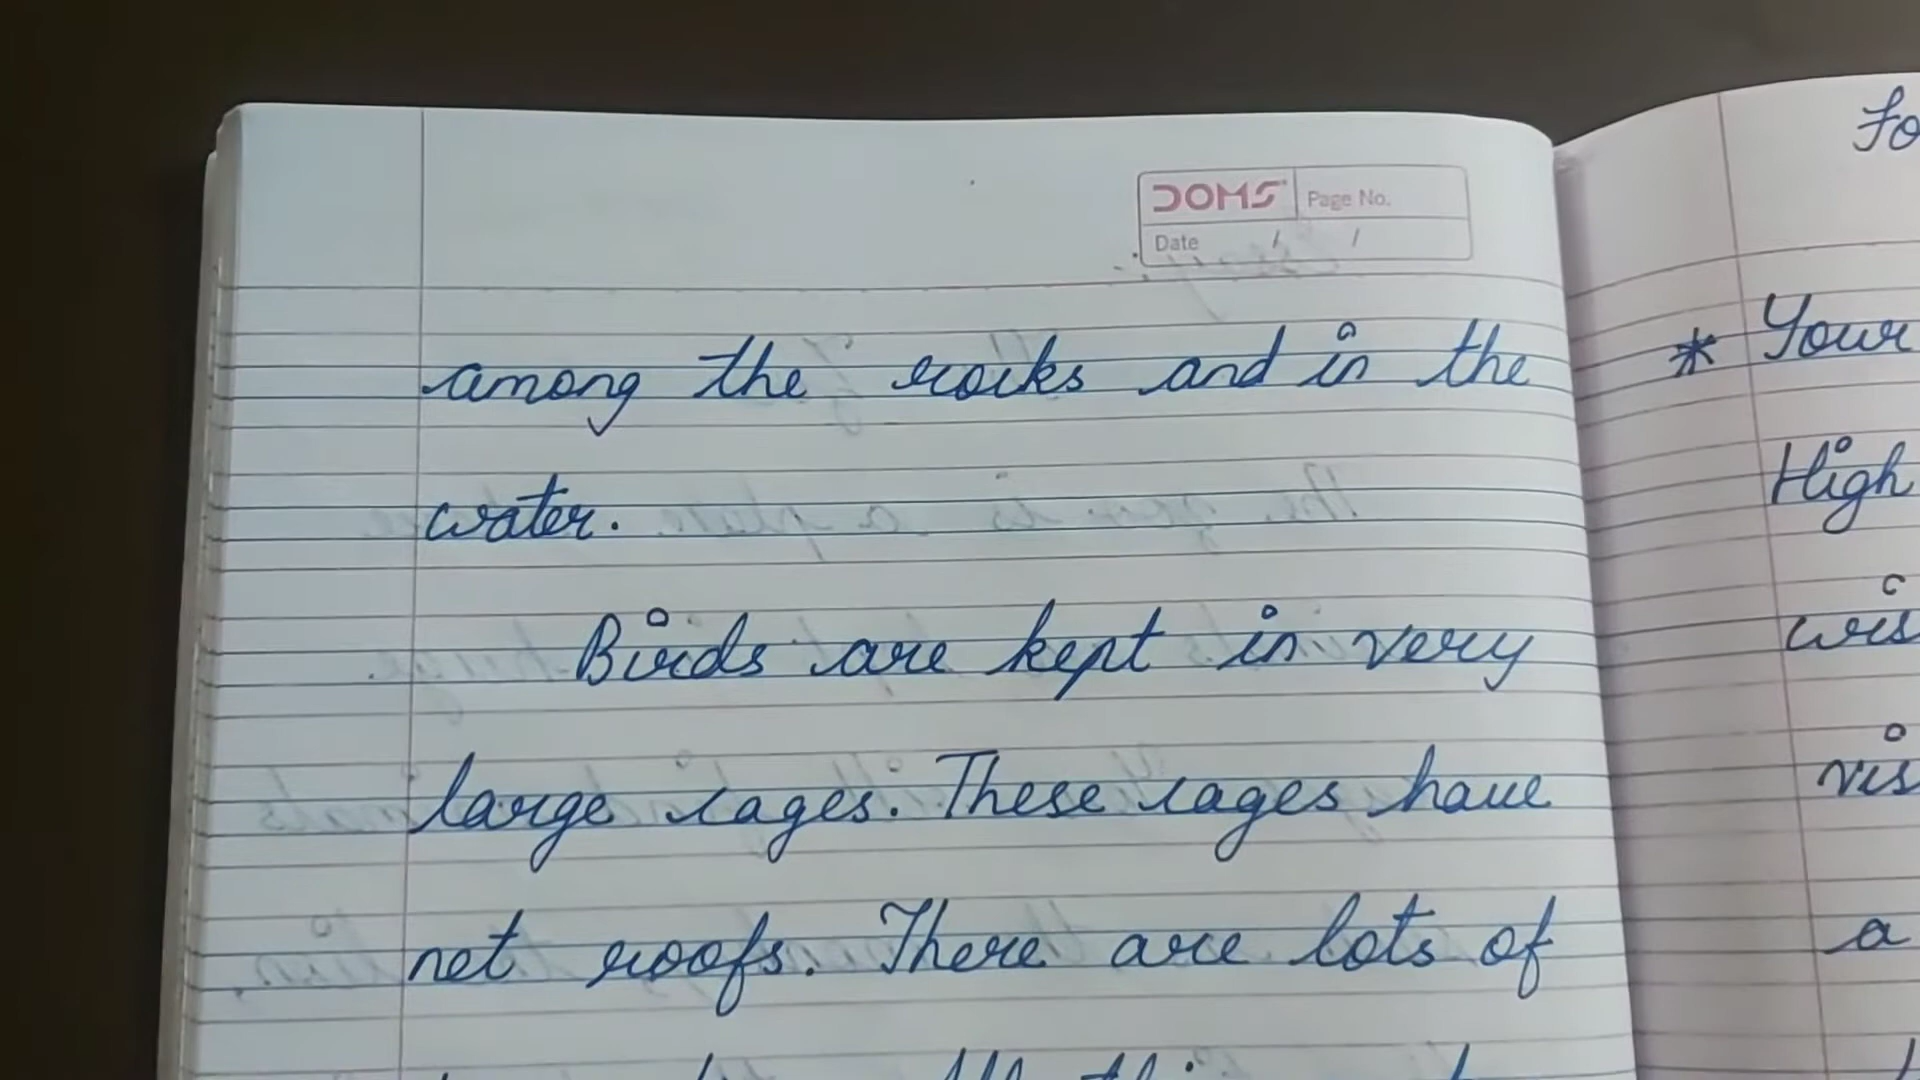 DOMS Page No.
Date / /
among the rocks and in the
water.
Birds are kept in very
large cages. These cages have
net roofs. There are lots of
* Your
High
a